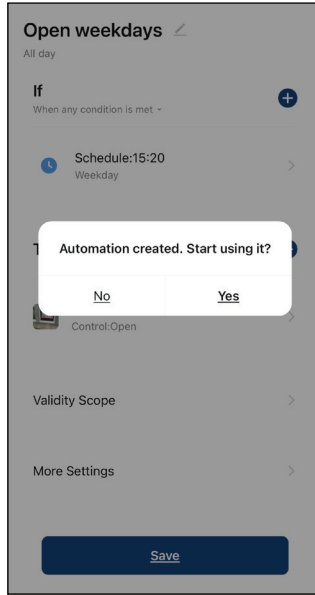 Open weekdays
All day
If
When any condition is met
Schedule:15:20
Weekday
Automation created. Start using it?
No
Yes
Control:Open
Validity Scope
More Settings
Save